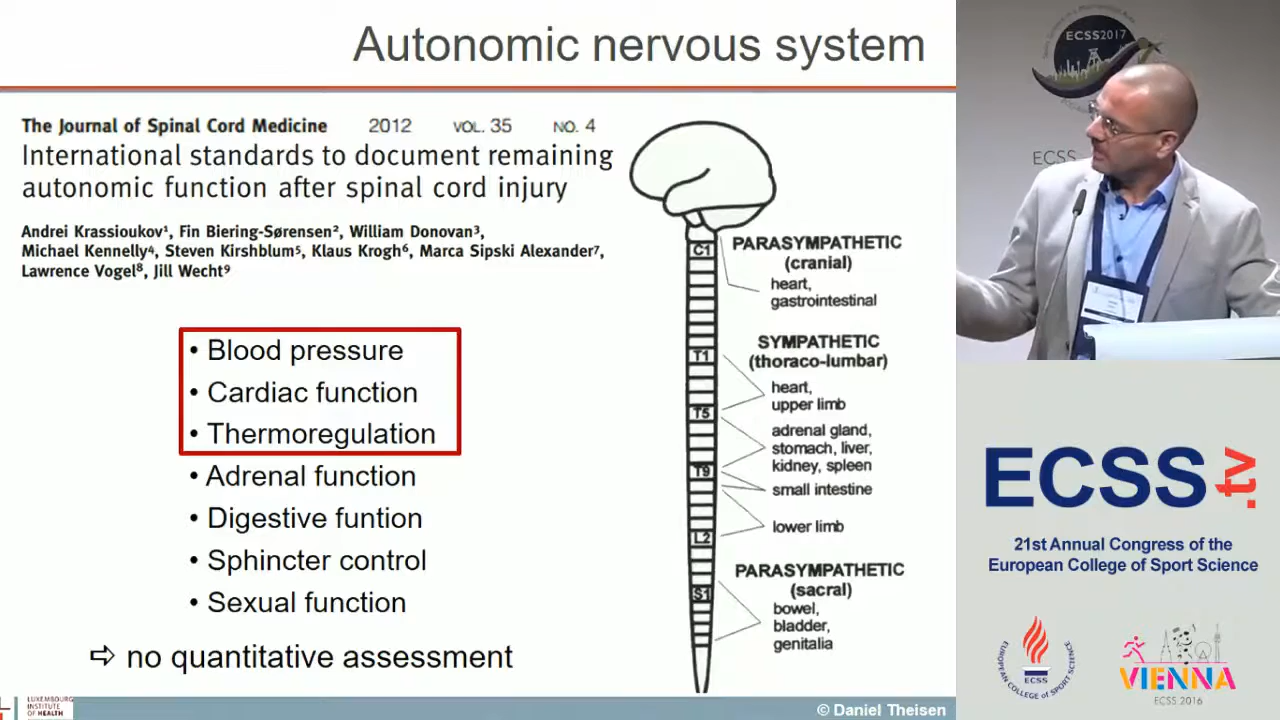 Autonomic nervous system
The Journal of Spinal Cord Medicine 2012 VOL. 35 NO. 4
International standards to document remaining
autonomic function after spinal cord injury
Andrei Krassioukov¹, Fin Biering-Sørensen², William Donovan³,
Michael Kennelly⁴, Steven Kirshblum⁵, Klaus Krogh⁶, Marca Sipski Alexander⁷,
Lawrence Vogel⁸, Jill Wecht⁹
• Blood pressure
• Cardiac function
• Thermoregulation
• Adrenal function
• Digestive funtion
• Sphincter control
• Sexual function
⇨ no quantitative assessment
C1
T1
T5
T9
L2
S1
PARASYMPATHETIC
(cranial)
heart,
gastrointestinal
SYMPATHETIC
(thoraco-lumbar)
heart,
upper limb
adrenal gland,
stomach, liver,
kidney, spleen
small intestine
lower limb
PARASYMPATHETIC
(sacral)
bowel,
bladder,
genitalia
LUXEMBOURG
INSTITUTE
OF HEALTH
© Daniel Theisen
ECSS2017
ECSS
ECSS.tv
21st Annual Congress of the
European College of Sport Science
EUROPEAN COLLEGE OF SPORT SCIENCE
ECSS
VIENNA
ECSS 2016